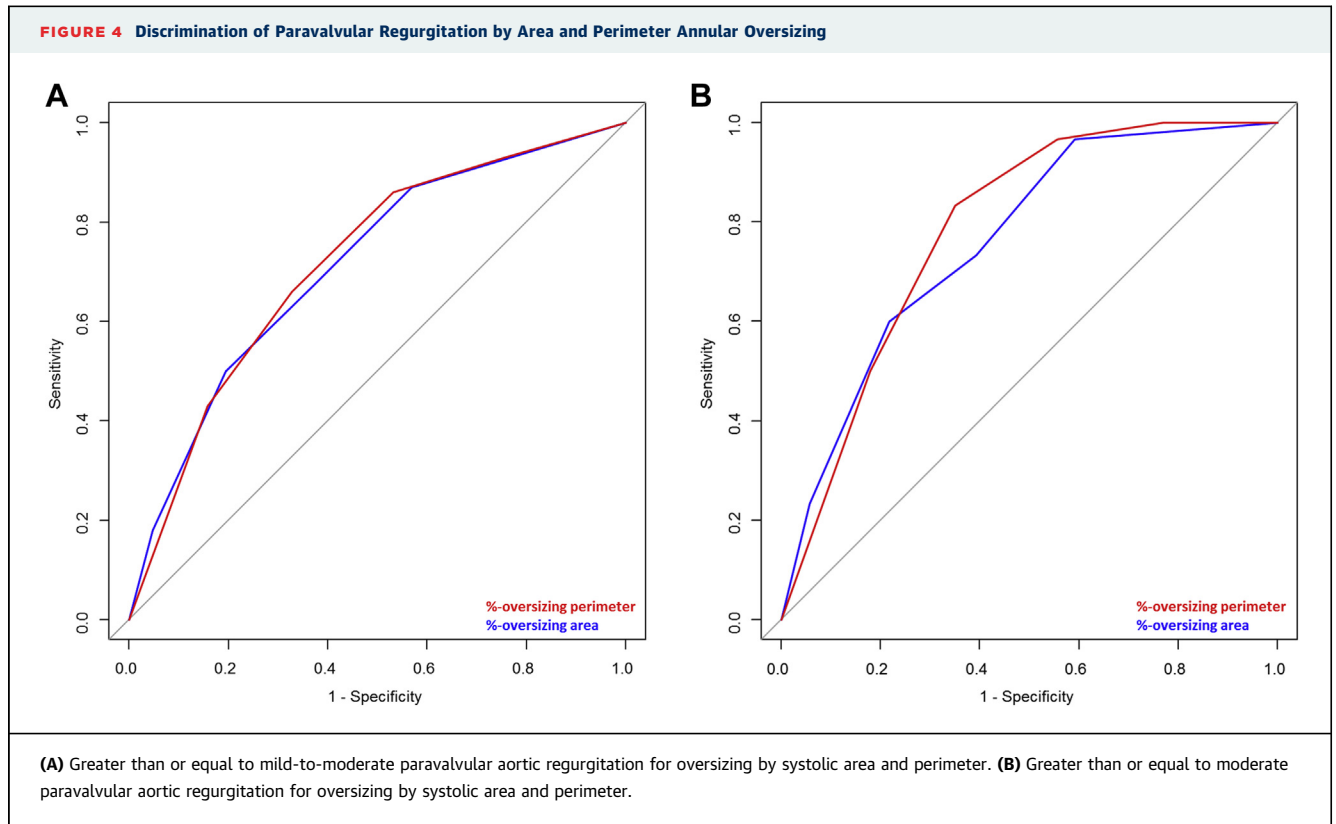 FIGURE 4 Discrimination of Paravalvular Regurgitation by Area and Perimeter Annular Oversizing
A
1.0
0.8
0.6
0.4
0.2
0.0
Sensitivity
%-oversizing perimeter
%-oversizing area
0.0 0.2 0.4 0.6 0.8 1.0
1 - Specificity
B
1.0
0.8
0.6
0.4
0.2
0.0
Sensitivity
%-oversizing perimeter
%-oversizing area
0.0 0.2 0.4 0.6 0.8 1.0
1 - Specificity
(A) Greater than or equal to mild-to-moderate paravalvular aortic regurgitation for oversizing by systolic area and perimeter. (B) Greater than or equal to moderate
paravalvular aortic regurgitation for oversizing by systolic area and perimeter.